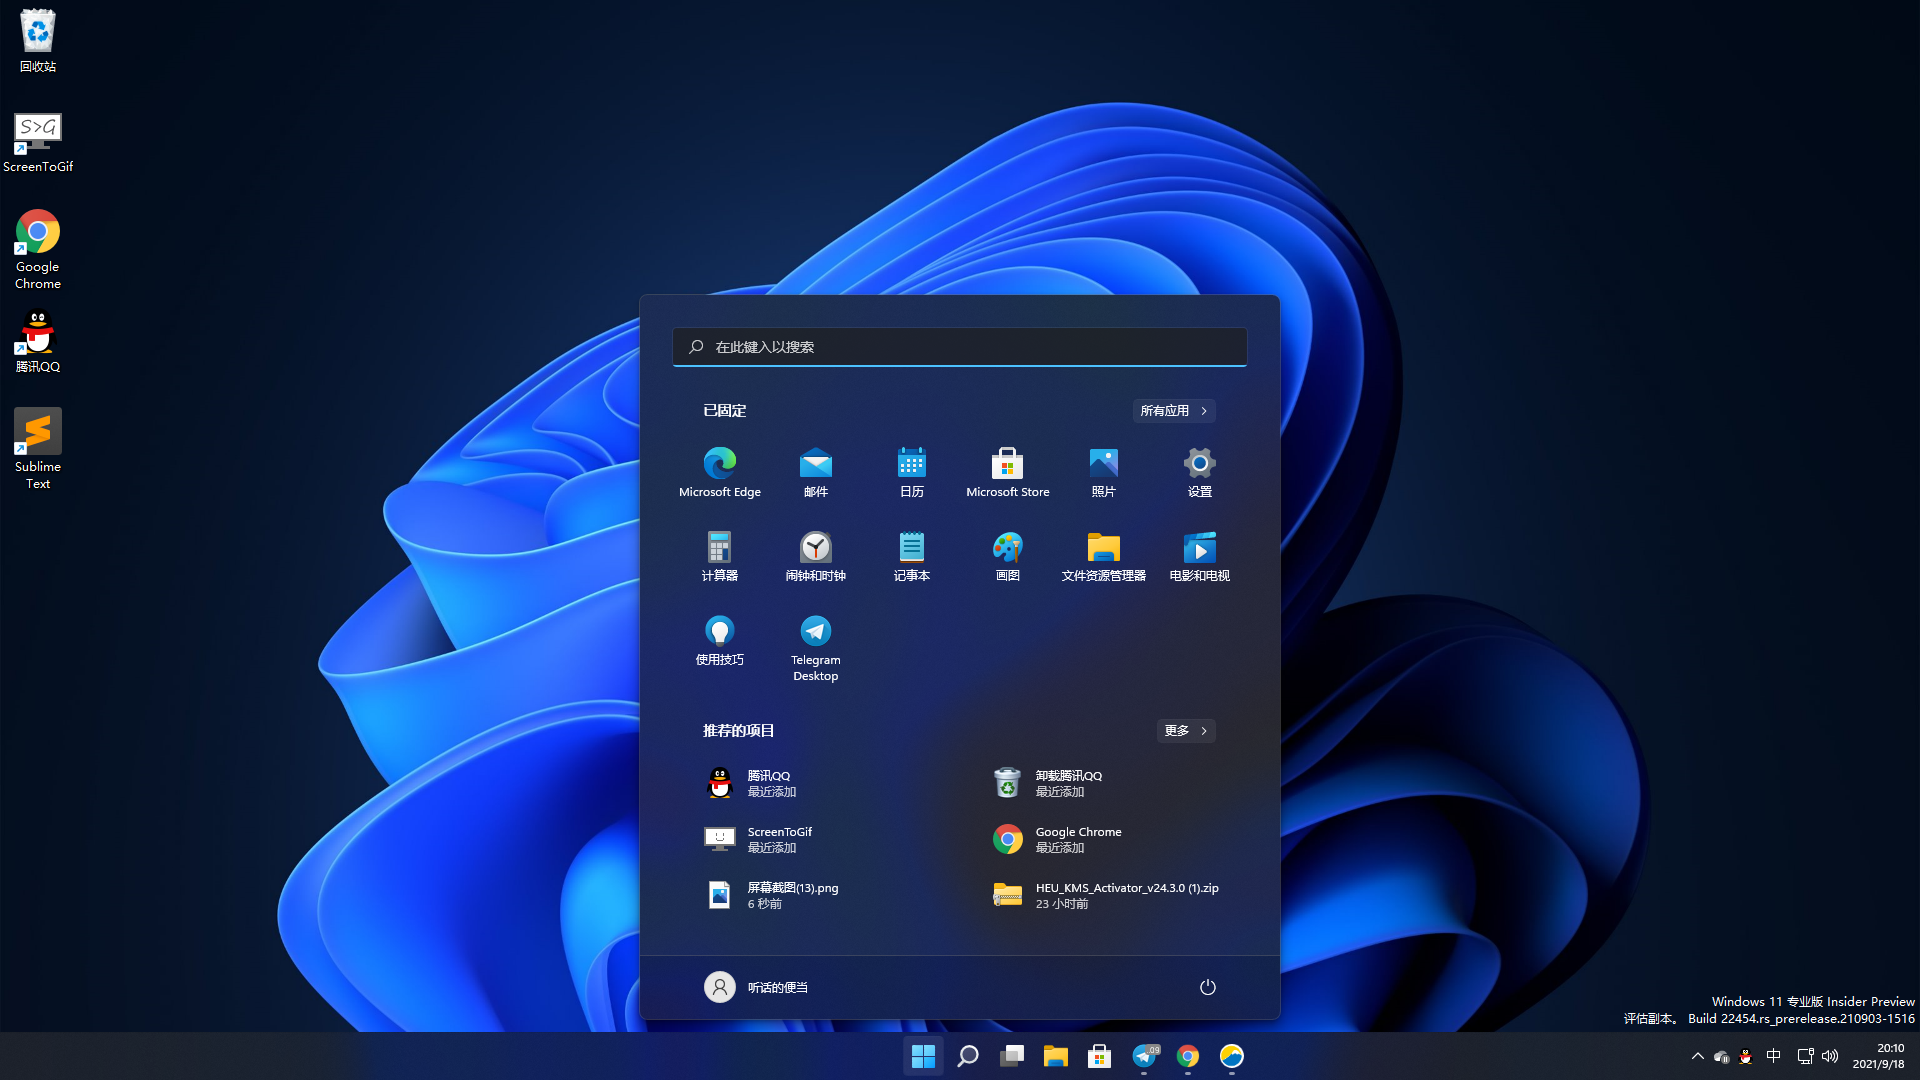 回收站
S>G
ScreenToGif
Google
Chrome
腾讯QQ
Sublime
Text
在此键入以搜索
已固定
所有应用
Microsoft Edge
邮件
日历
Microsoft Store
照片
设置
计算器
闹钟和时钟
记事本
画图
文件资源管理器
电影和电视
使用技巧
Telegram
Desktop
推荐的项目
更多
腾讯QQ
最近添加
卸载腾讯QQ
最近添加
ScreenToGif
最近添加
Google Chrome
最近添加
屏幕截图(13).png
6 秒前
HEU_KMS_Activator_v24.3.0 (1).zip
23 小时前
听话的便当
Windows 11 专业版 Insider Preview
评估副本。 Build 22454.rs_prerelease.210903-1516
中
20:10
2021/9/18